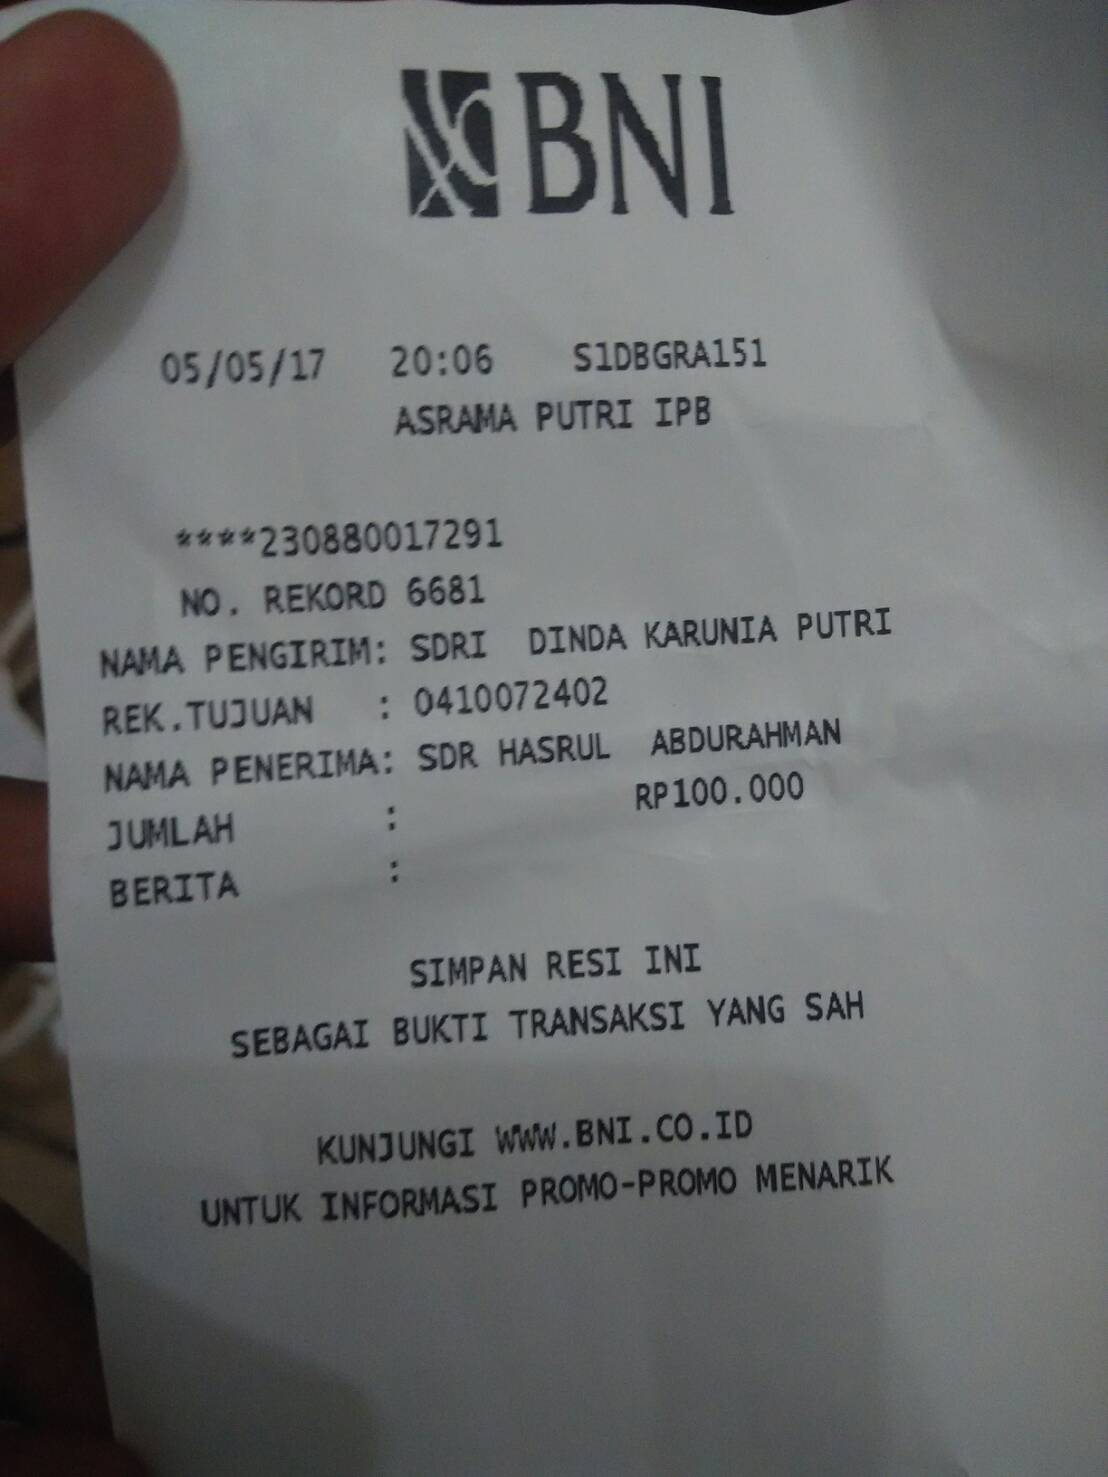 BNI
05/05/17 20:06 S1DBGRA151
ASRAMA PUTRI IPB
****230880017291
NO. REKORD 6681
NAMA PENGIRIM: SDRI DINDA KARUNIA PUTRI
REK.TUJUAN : 0410072402
NAMA PENERIMA: SDR HASRUL ABDURAHMAN
JUMLAH : RP100.000
BERITA :
SIMPAN RESI INI
SEBAGAI BUKTI TRANSAKSI YANG SAH
KUNJUNGI WWW.BNI.CO.ID
UNTUK INFORMASI PROMO-PROMO MENARIK